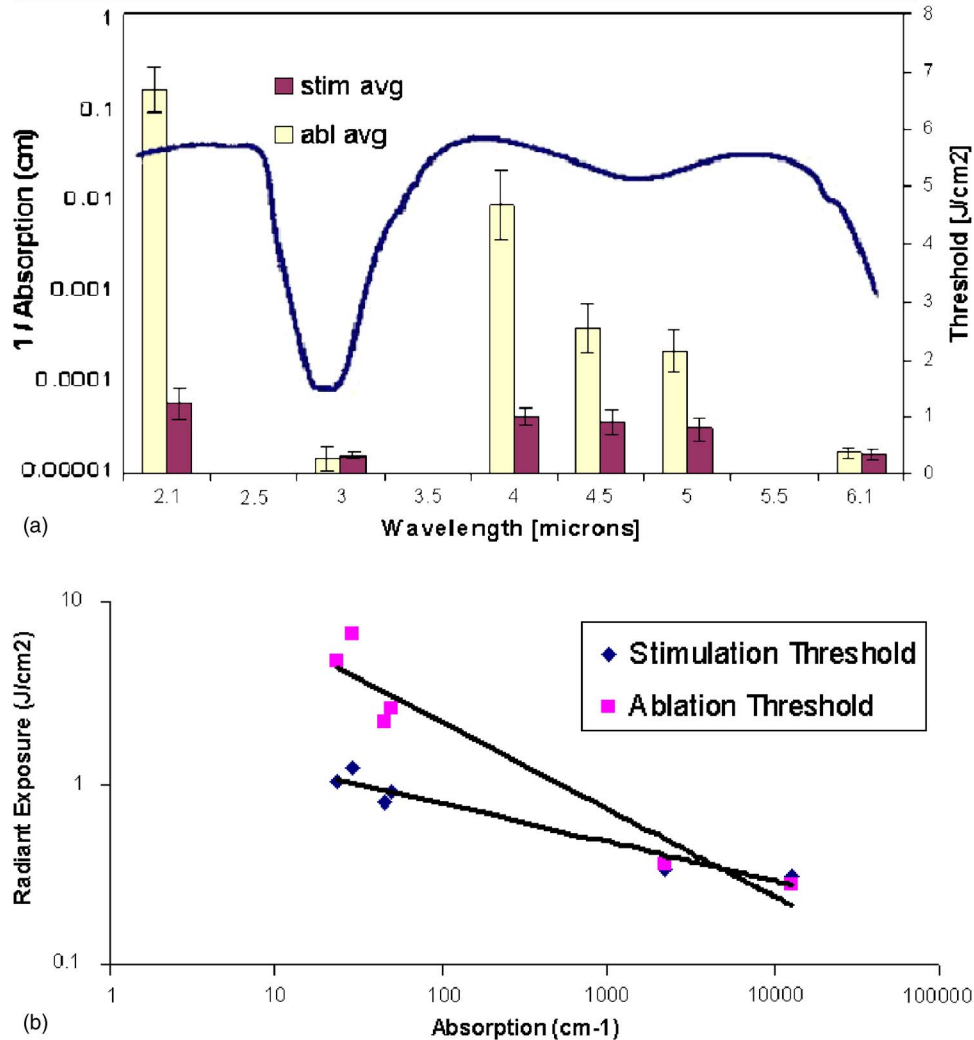 1
0.1
0.01
0.001
0.0001
0.00001
1 / Absorption (cm)
stim avg
abl avg
8
7
6
5
4
3
2
1
0
Threshold [J/cm2]
2.1 2.5 3 3.5 4 4.5 5 5.5 6.1
Wavelength [microns]
(a)
10
1
0.1
Radiant Exposure (J/cm2)
Stimulation Threshold
Ablation Threshold
1 10 100 1000 10000 100000
Absorption (cm-1)
(b)